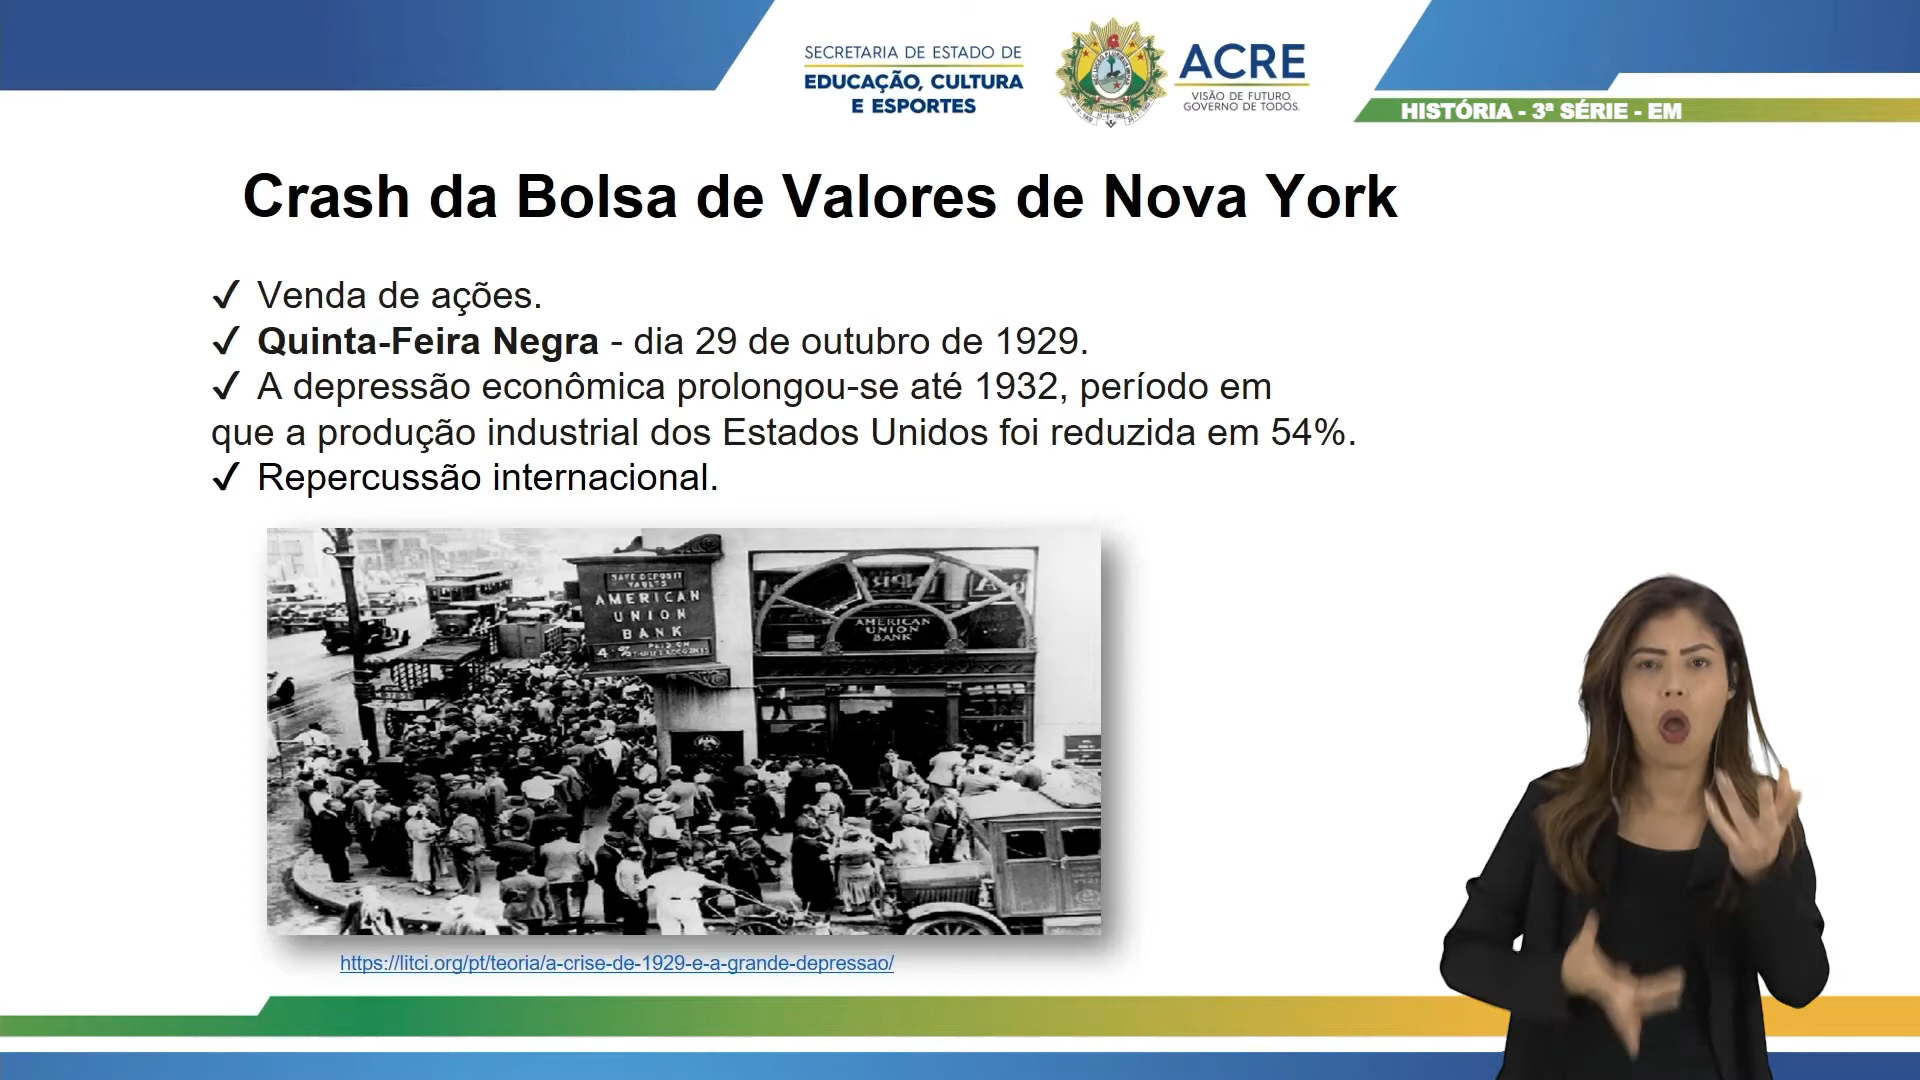 SECRETARIA DE ESTADO DE
EDUCAÇÃO, CULTURA
E ESPORTES
ACRE
VISÃO DE FUTURO.
GOVERNO DE TODOS.
HISTÓRIA - 3ª SÉRIE - EM
Crash da Bolsa de Valores de Nova York
✓ Venda de ações.
✓ Quinta-Feira Negra - dia 29 de outubro de 1929.
✓ A depressão econômica prolongou-se até 1932, período em
que a produção industrial dos Estados Unidos foi reduzida em 54%.
✓ Repercussão internacional.
SAFE DEPOSIT
VAULTS
AMERICAN
UNION
BANK
4 % PAID ON
AMERICAN
UNION
BANK
https://litci.org/pt/teoria/a-crise-de-1929-e-a-grande-depressao/